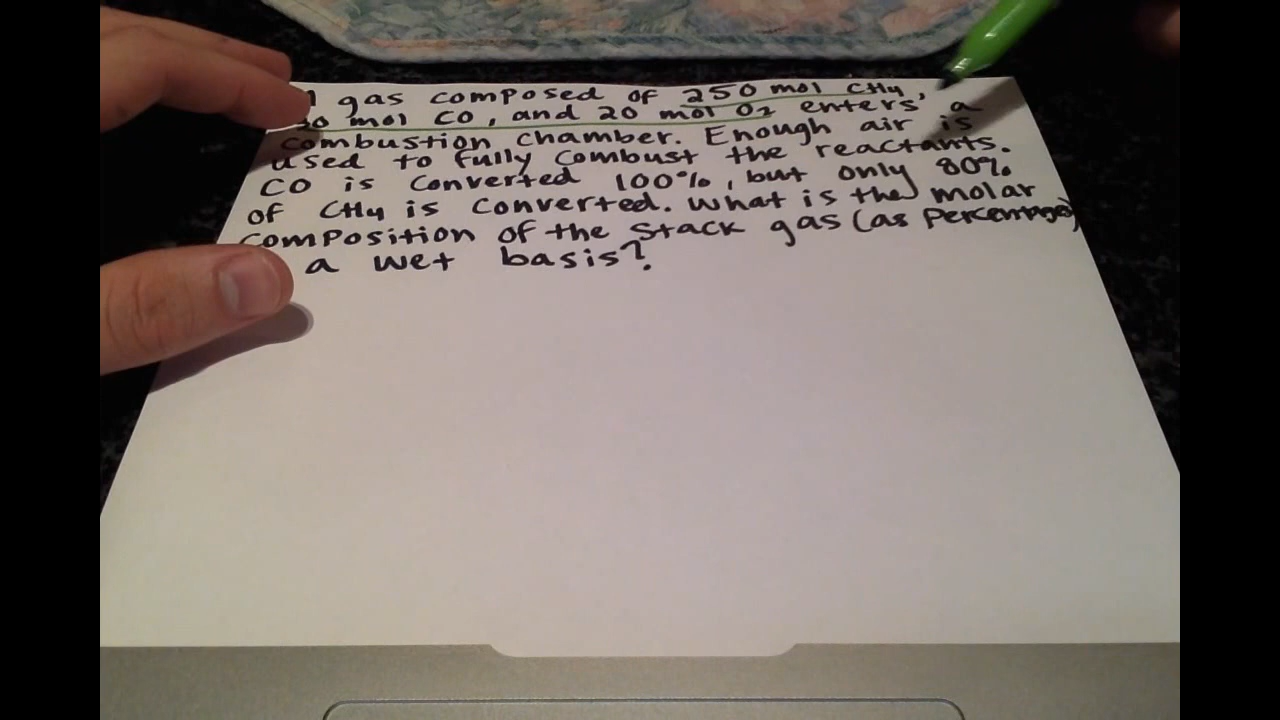 gas composed of 250 mol CH4,
mol CO, and 20 mol O2 enters a
combustion chamber. Enough air is
used to fully combust the reactants.
CO is converted 100%, but only 80%
of CH4 is converted. What is the molar
composition of the stack gas (as percentage)
a wet basis?